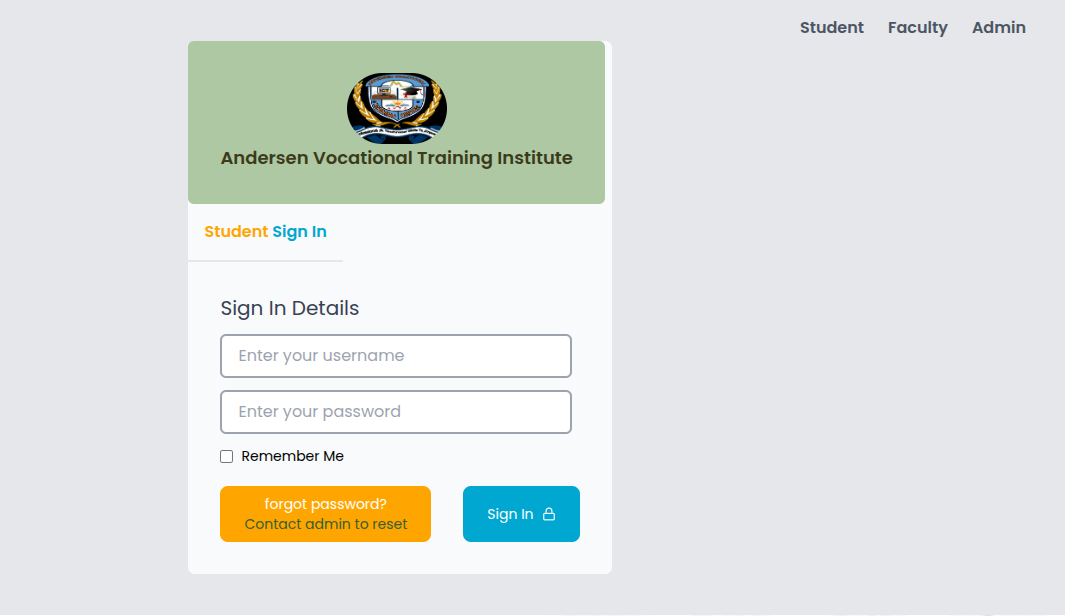 Student Faculty Admin
Andersen Vocational Training Institute
Student Sign In
Sign In Details
Enter your username
Enter your password
Remember Me
forgot password?
Contact admin to reset
Sign In